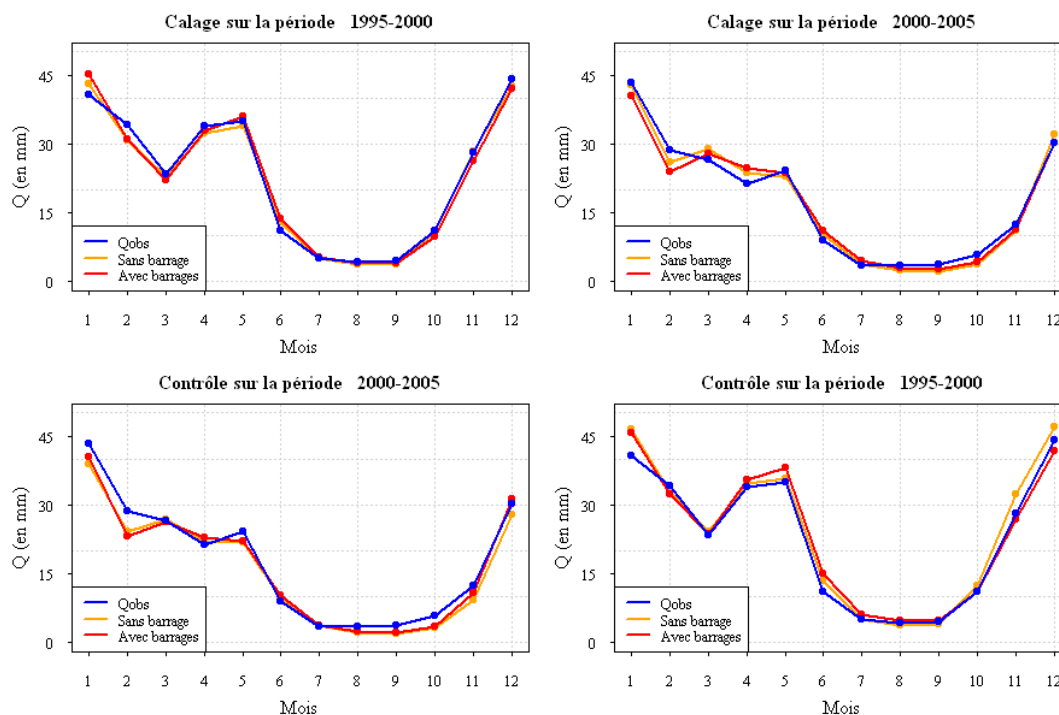 Calage sur la période 1995-2000
Q (en mm)
45
30
15
0
Qobs
Sans barrage
Avec barrages
1 2 3 4 5 6 7 8 9 10 11 12
Mois
Calage sur la période 2000-2005
Q (en mm)
45
30
15
0
Qobs
Sans barrage
Avec barrages
1 2 3 4 5 6 7 8 9 10 11 12
Mois
Contrôle sur la période 2000-2005
Q (en mm)
45
30
15
0
Qobs
Sans barrage
Avec barrages
1 2 3 4 5 6 7 8 9 10 11 12
Mois
Contrôle sur la période 1995-2000
Q (en mm)
45
30
15
0
Qobs
Sans barrage
Avec barrages
1 2 3 4 5 6 7 8 9 10 11 12
Mois